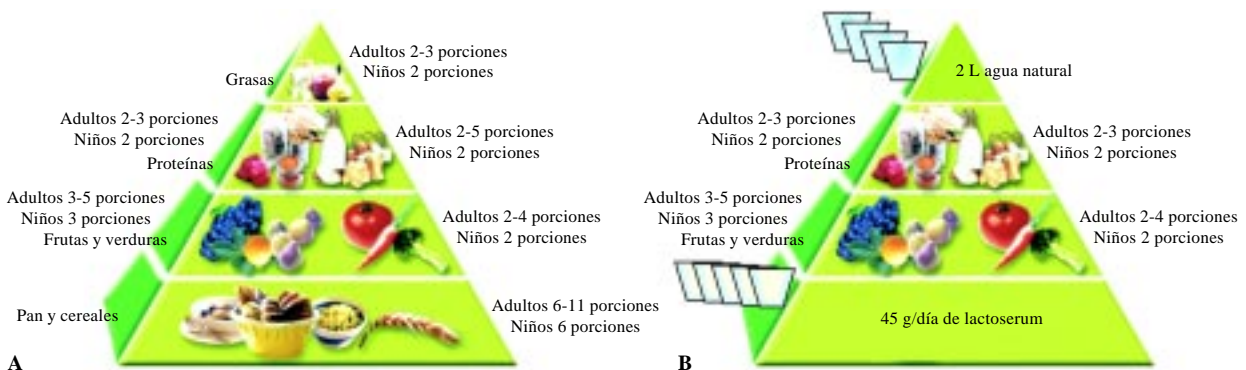 Adultos 2-3 porciones
Niños 2 porciones
Grasas
Adultos 2-3 porciones
Niños 2 porciones
Proteínas
Adultos 2-5 porciones
Niños 2 porciones
Adultos 3-5 porciones
Niños 3 porciones
Frutas y verduras
Adultos 2-4 porciones
Niños 2 porciones
Pan y cereales
Adultos 6-11 porciones
Niños 6 porciones
A
2 L agua natural
Adultos 2-3 porciones
Niños 2 porciones
Proteínas
Adultos 2-3 porciones
Niños 2 porciones
Adultos 3-5 porciones
Niños 3 porciones
Frutas y verduras
Adultos 2-4 porciones
Niños 2 porciones
45 g/día de lactoserum
B